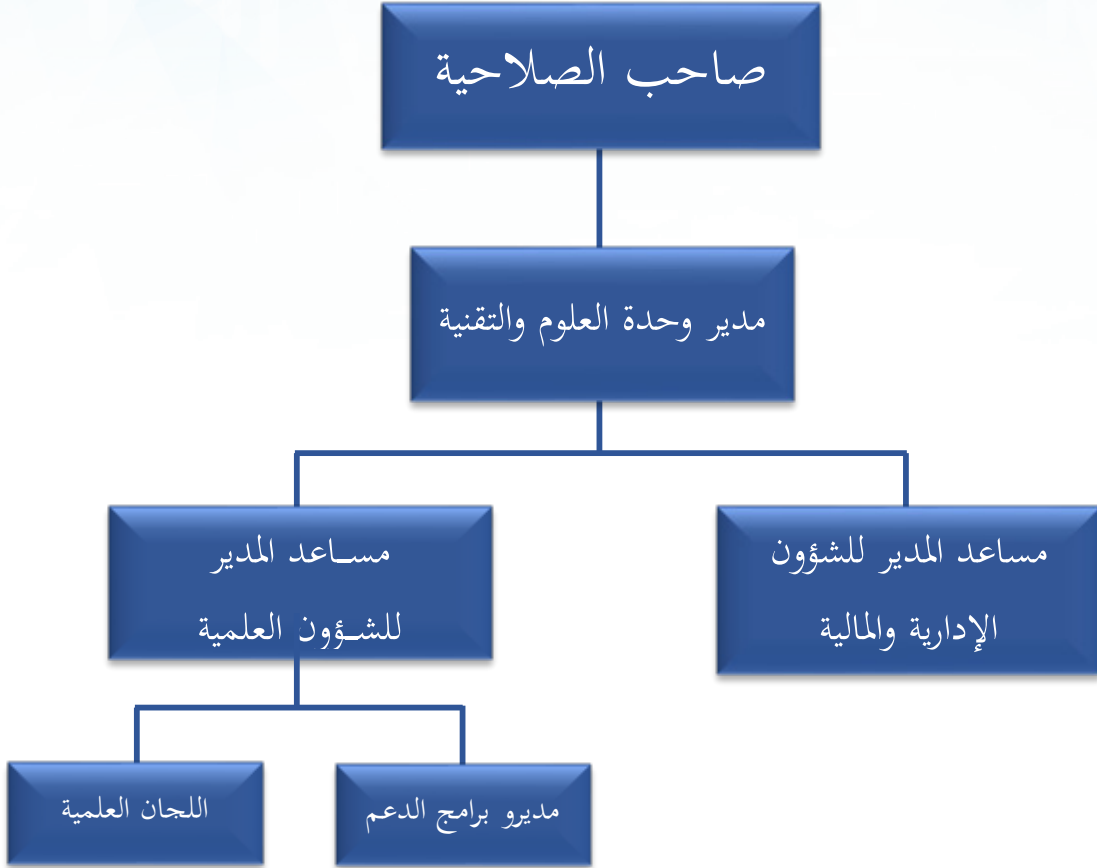 صاحب الصلاحية
مدير وحدة العلوم والتقنية
مساعد المدير للشؤون
الإدارية والمالية
مساعد المدير
للشؤون العلمية
مديرو برامج الدعم
اللجان العلمية